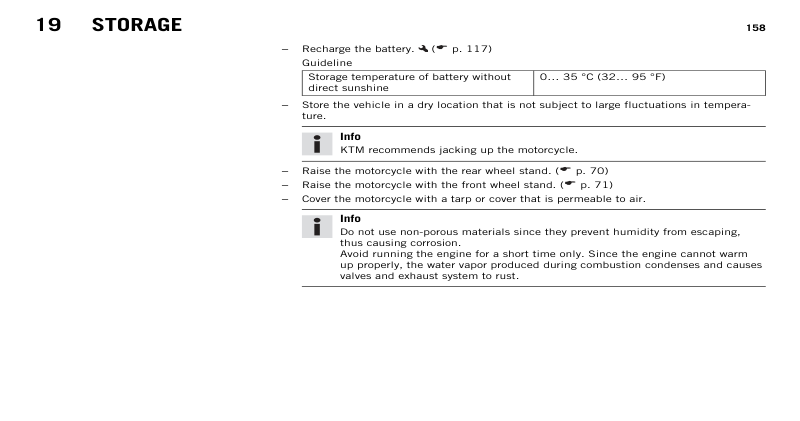 19 STORAGE 158
– Recharge the battery. (☛ p. 117)
Guideline
Storage temperature of battery without direct sunshine 0… 35 °C (32… 95 °F)
– Store the vehicle in a dry location that is not subject to large fluctuations in tempera-
ture.
Info
KTM recommends jacking up the motorcycle.
– Raise the motorcycle with the rear wheel stand. (☛ p. 70)
– Raise the motorcycle with the front wheel stand. (☛ p. 71)
– Cover the motorcycle with a tarp or cover that is permeable to air.
Info
Do not use non-porous materials since they prevent humidity from escaping,
thus causing corrosion.
Avoid running the engine for a short time only. Since the engine cannot warm
up properly, the water vapor produced during combustion condenses and causes
valves and exhaust system to rust.